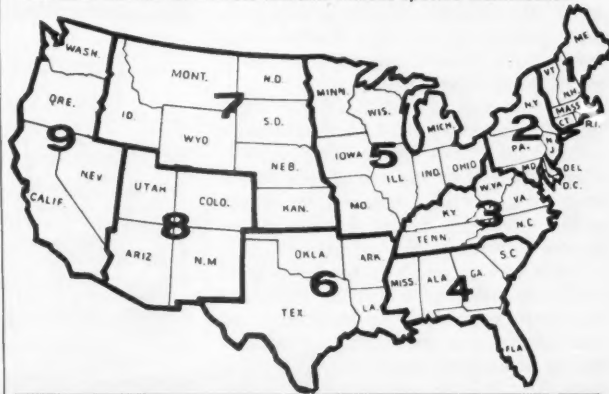 WASH.
MONT.
N.D.
MINN.
ME.
VT.
1
N.H.
ORE.
ID.
7
S.D.
WIS.
MICH.
N.Y.
MASS
CT.
R.I.
2
WYO
9
NEB.
IOWA
5
PA.
N
J
NEV
UTAH
COLO.
ILL
IND.
OHIO
MD.
DEL
D.C.
W.VA
VA.
CALIF.
KAN.
MO.
KY.
3
8
TENN.
N.C.
ARIZ
N.M
OKLA.
ARK.
S.C
6
MISS.
ALA
GA.
4
TEX.
LA.
FLA